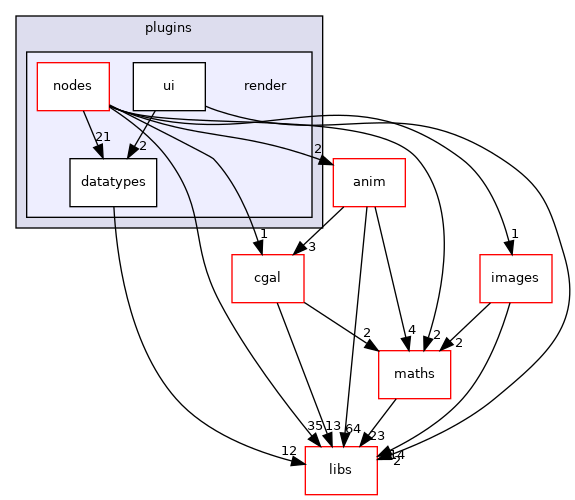 plugins
nodes
ui
render
21
2
2
datatypes
anim
1
3
1
cgal
images
2
4
2
2
maths
35
13
64
23
14
12
2
libs